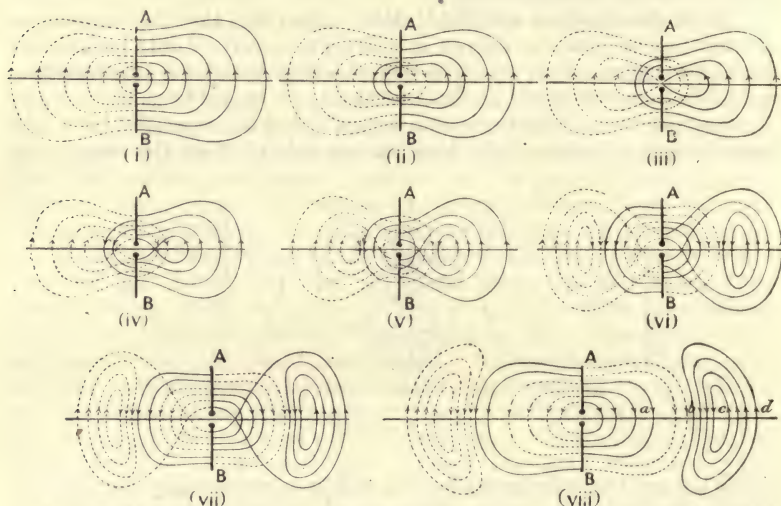 A A A
B B B
(i) (ii) (iii)
A A A
B B B
(iv) (v) (vi)
A A
a b c d
B B
(vii) (viii)